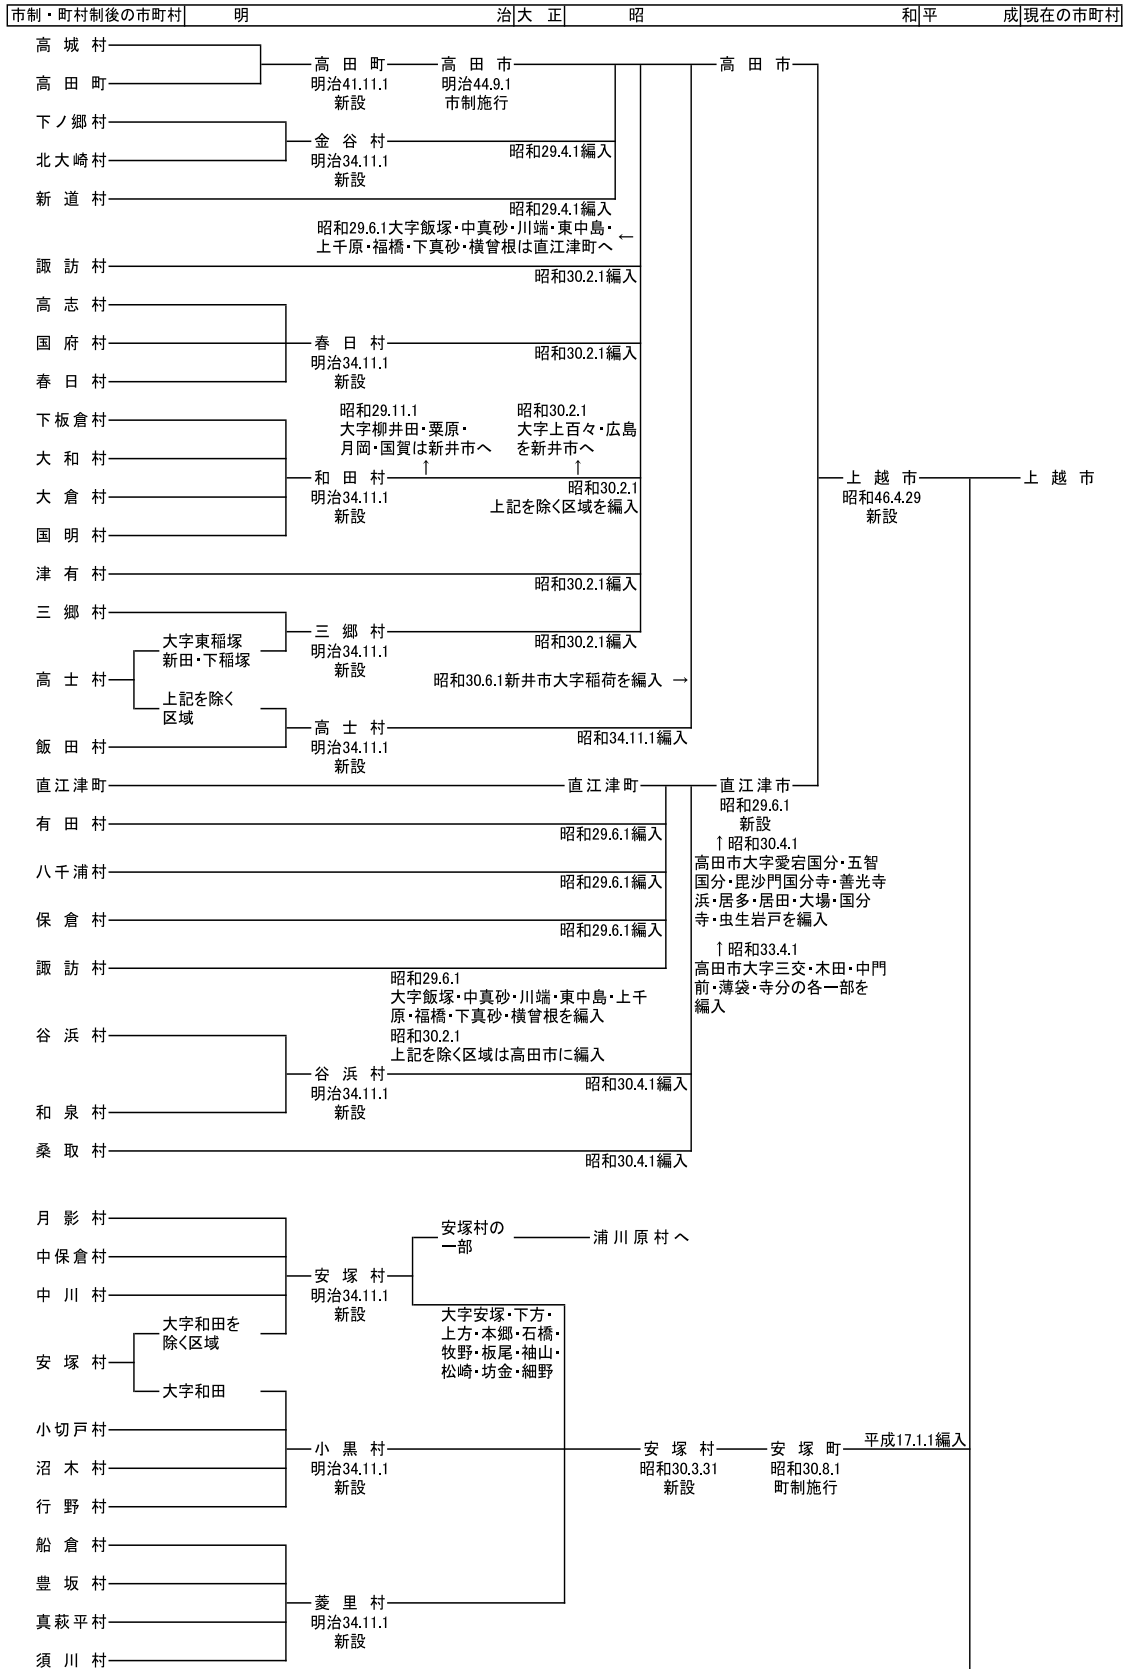 市制・町村制後の市町村 明治 大正 昭和 平成 現在の市町村
高城村
高田町
高田町
明治41.11.1
新設
高田市
明治44.9.1
市制施行
高田市
下ノ郷村
北大崎村
金谷村
明治34.11.1
新設
昭和29.4.1編入
新道村
昭和29.4.1編入
昭和29.6.1大字飯塚・中真砂・川端・東中島・
上千原・福橋・下真砂・横曾根は直江津町へ
←
諏訪村
昭和30.2.1編入
高志村
国府村
春日村
春日村
明治34.11.1
新設
昭和30.2.1編入
下板倉村
大和村
大倉村
国明村
和田村
明治34.11.1
新設
昭和29.11.1
大字柳井田・粟原・
月岡・国賀は新井市へ
↑
昭和30.2.1
大字上百々・広島
を新井市へ
↑
昭和30.2.1
上記を除く区域を編入
上越市
昭和46.4.29
新設
上越市
津有村
昭和30.2.1編入
三郷村
高士村
大字東稲塚
新田・下稲塚
上記を除く
区域
三郷村
明治34.11.1
新設
昭和30.2.1編入
昭和30.6.1新井市大字稲荷を編入 →
飯田村
高士村
明治34.11.1
新設
昭和34.11.1編入
直江津町
直江津町
直江津市
昭和29.6.1
新設
↑昭和30.4.1
高田市大字愛宕国分・五智
国分・毘沙門国分寺・善光寺
浜・居多・居田・大場・国分
寺・虫生岩戸を編入
↑昭和33.4.1
高田市大字三交・木田・中門
前・薄袋・寺分の各一部を
編入
有田村
昭和29.6.1編入
八千浦村
昭和29.6.1編入
保倉村
昭和29.6.1編入
諏訪村
昭和29.6.1
大字飯塚・中真砂・川端・東中島・上千
原・福橋・下真砂・横曾根を編入
昭和30.2.1
上記を除く区域は高田市に編入
谷浜村
和泉村
谷浜村
明治34.11.1
新設
昭和30.4.1編入
桑取村
昭和30.4.1編入
月影村
中保倉村
中川村
安塚村
大字和田を
除く区域
大字和田
安塚村
明治34.11.1
新設
安塚村の
一部
浦川原村へ
大字安塚・下方・
上方・本郷・石橋・
牧野・板尾・袖山・
松崎・坊金・細野
小切戸村
沼木村
行野村
小黒村
明治34.11.1
新設
安塚村
昭和30.3.31
新設
安塚町
昭和30.8.1
町制施行
平成17.1.1編入
船倉村
豊坂村
真萩平村
須川村
菱里村
明治34.11.1
新設